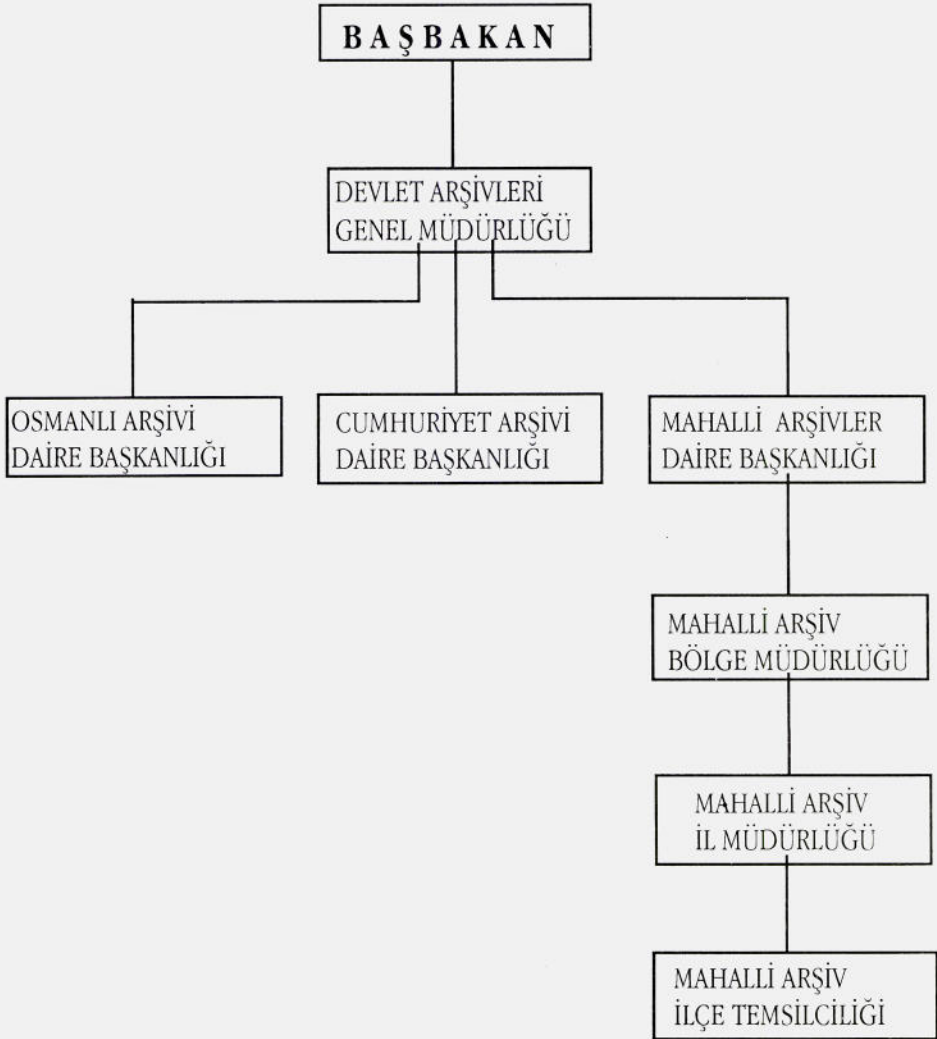 BAŞBAKAN
DEVLET ARŞİVLERİ
GENEL MÜDÜRLÜĞÜ
OSMANLI ARŞİVİ
DAİRE BAŞKANLIĞI
CUMHURİYET ARŞİVİ
DAİRE BAŞKANLIĞI
MAHALLİ ARŞİVLER
DAİRE BAŞKANLIĞI
MAHALLİ ARŞİV
BÖLGE MÜDÜRLÜĞÜ
MAHALLİ ARŞİV
İL MÜDÜRLÜĞÜ
MAHALLİ ARŞİV
İLÇE TEMSİLCİLİĞİ